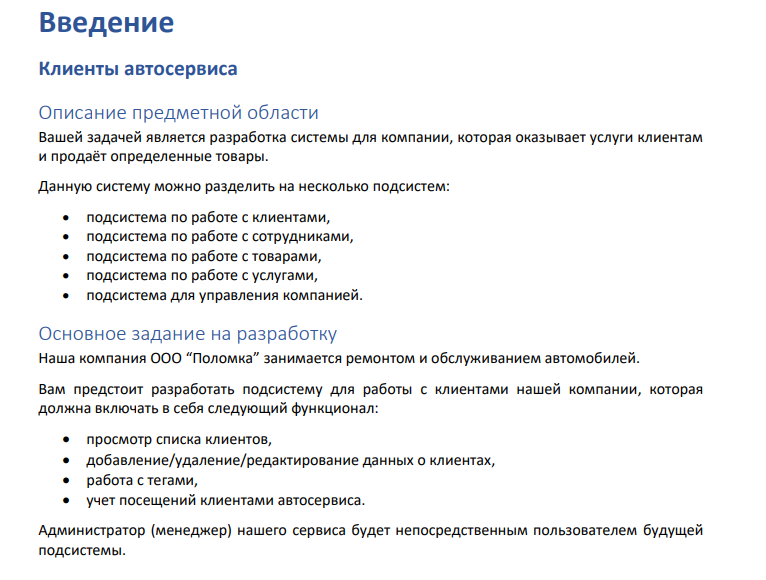 Введение
Клиенты автосервиса
Описание предметной области
Вашей задачей является разработка системы для компании, которая оказывает услуги клиентам
и продаёт определенные товары.
Данную систему можно разделить на несколько подсистем:
• подсистема по работе с клиентами,
• подсистема по работе с сотрудниками,
• подсистема по работе с товарами,
• подсистема по работе с услугами,
• подсистема для управления компанией.
Основное задание на разработку
Наша компания ООО “Поломка” занимается ремонтом и обслуживанием автомобилей.
Вам предстоит разработать подсистему для работы с клиентами нашей компании, которая
должна включать в себя следующий функционал:
• просмотр списка клиентов,
• добавление/удаление/редактирование данных о клиентах,
• работа с тегами,
• учет посещений клиентами автосервиса.
Администратор (менеджер) нашего сервиса будет непосредственным пользователем будущей
подсистемы.